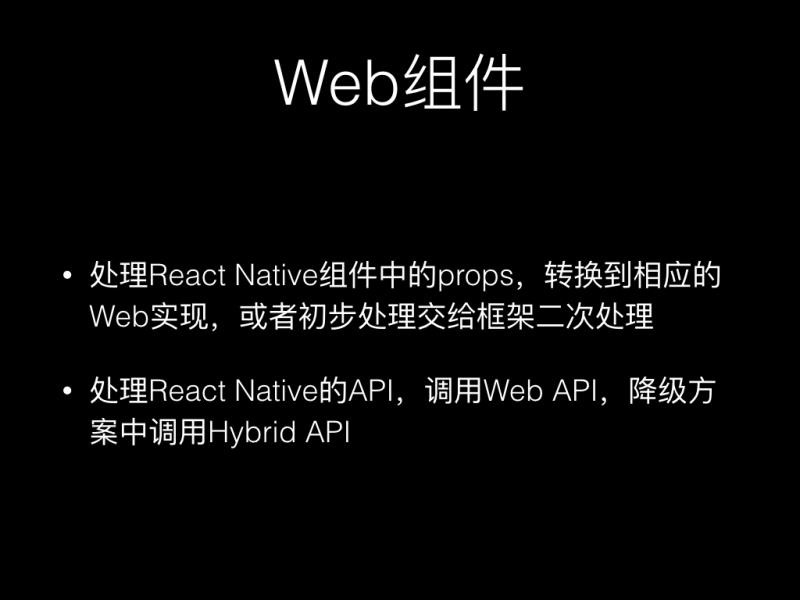 Web组件
• 处理React Native组件中的props，转换到相应的
Web实现，或者初步处理交给框架二次处理
• 处理React Native的API，调用Web API，降级方
案中调用Hybrid API